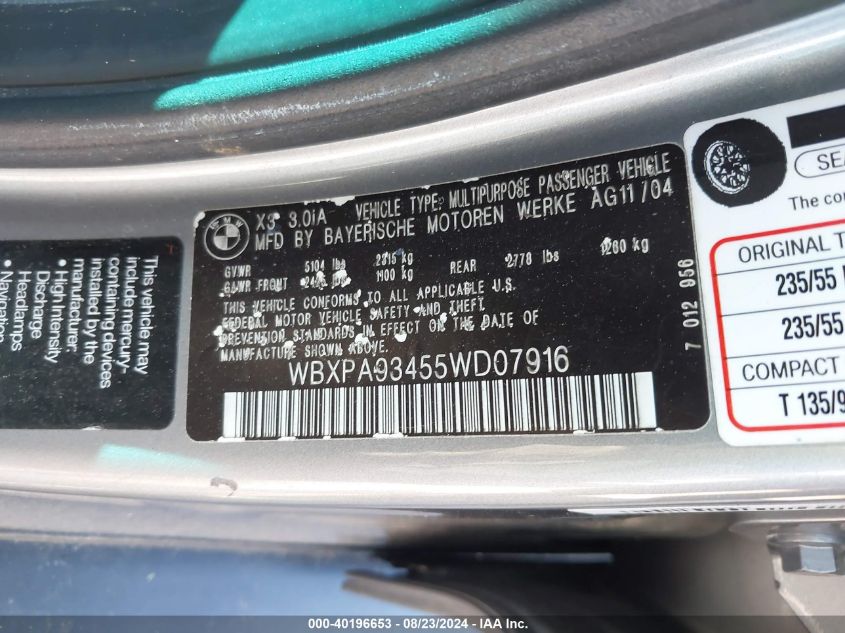 This vehicle may
include mercury-
containing devices
installed by the
manufacturer:
• High Intensity
Discharge
Headlamps
• Navigation
BMW
X3 3.0iA VEHICLE TYPE: MULTIPURPOSE PASSENGER VEHICLE
MFD BY BAYERISCHE MOTOREN WERKE AG11/04
GVWR 5104 lbs 2315 kg
GAWR FRONT 1100 kg REAR 2778 lbs 1260 kg
THIS VEHICLE CONFORMS TO ALL APPLICABLE U.S.
FEDERAL MOTOR VEHICLE SAFETY AND THEFT
PREVENTION STANDARDS IN EFFECT ON THE DATE OF
MANUFACTURE SHOWN ABOVE.
WBXPA93455WD07916
7 012 956
The
ORIGINAL
235/55
235/55
COMPACT
T 135/9
000-40196653 - 08/23/2024 - IAA Inc.